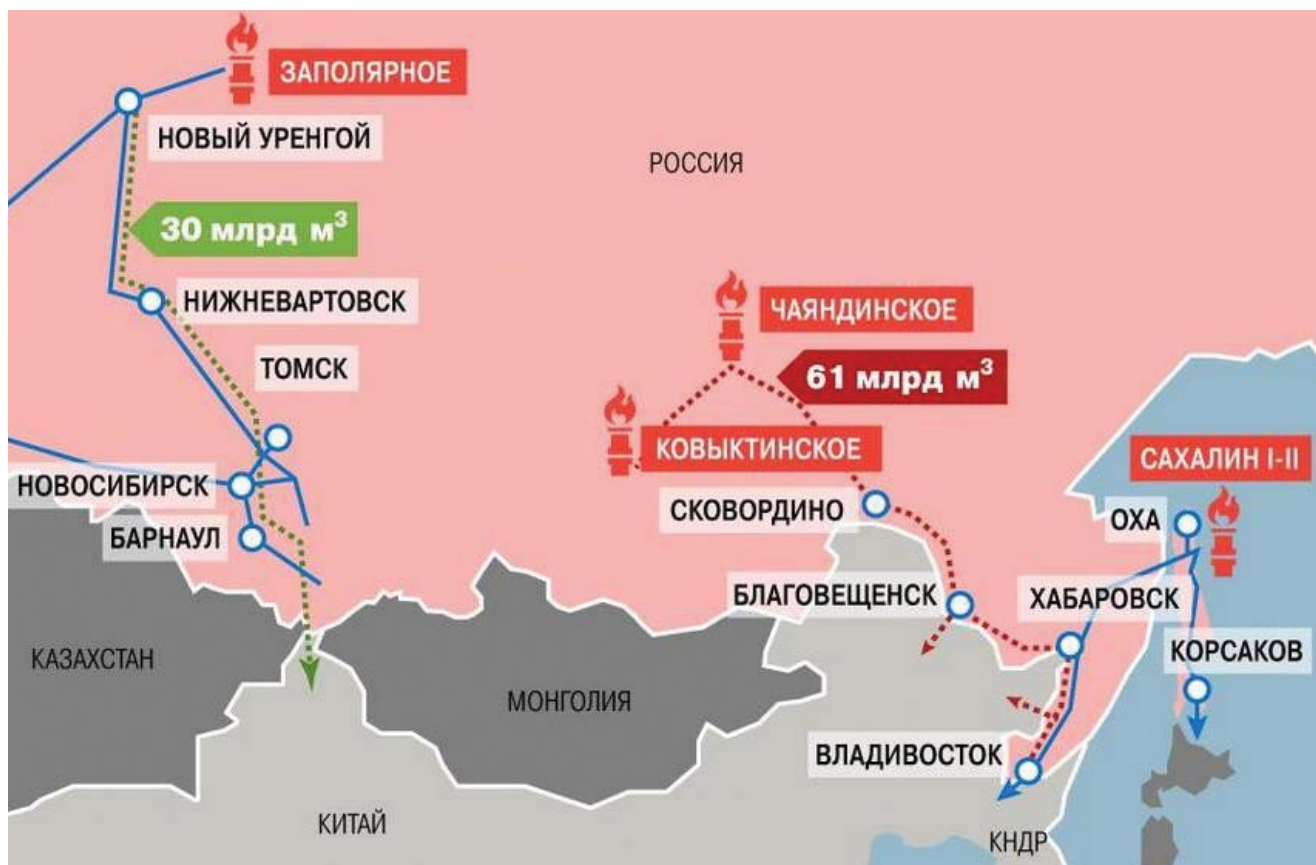 ЗАПОЛЯРНОЕ
НОВЫЙ УРЕНГОЙ
РОССИЯ
30 млрд м³
НИЖНЕВАРТОВСК
ЧАЯНДИНСКОЕ
ТОМСК
61 млрд м³
КОВЫКТИНСКОЕ
САХАЛИН I-II
НОВОСИБИРСК
СКОВОРДИНО
ОХА
БАРНАУЛ
БЛАГОВЕЩЕНСК
ХАБАРОВСК
КАЗАХСТАН
КОРСАКОВ
МОНГОЛИЯ
ВЛАДИВОСТОК
КИТАЙ
КНДР